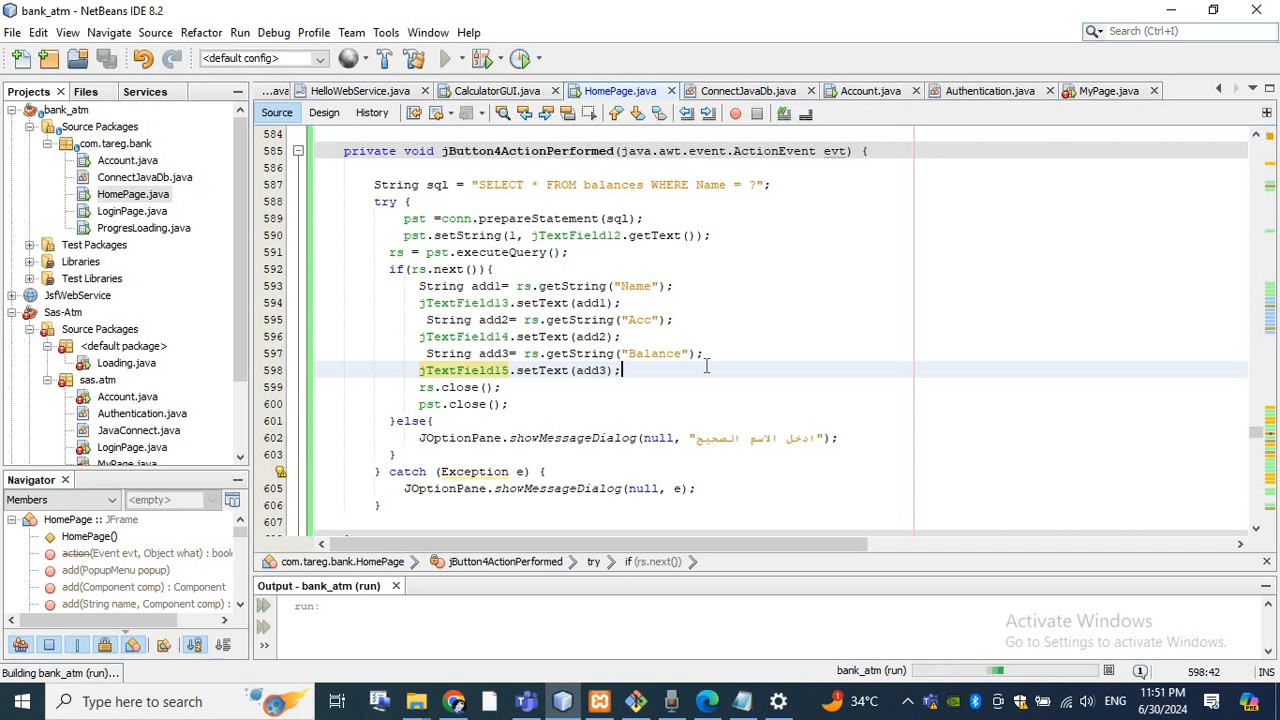 bank_atm - NetBeans IDE 8.2
File Edit View Navigate Source Refactor Run Debug Profile Team Tools Window Help
Search (Ctrl+I)
<default config>
Projects Files Services
...ava HelloWebService.java CalculatorGUI.java HomePage.java ConnectJavaDb.java Account.java Authentication.java MyPage.java
Source Design History
bank_atm
Source Packages
com.tareg.bank
Account.java
ConnectJavaDb.java
HomePage.java
LoginPage.java
ProgresLoading.java
Test Packages
Libraries
Test Libraries
JsfWebService
Sas-Atm
Source Packages
<default package>
Loading.java
sas.atm
Account.java
Authentication.java
JavaConnect.java
LoginPage.java
MyPage.java
584
585 private void jButton4ActionPerformed(java.awt.event.ActionEvent evt) {
586
587 String sql = "SELECT * FROM balances WHERE Name = ?";
588 try {
589 pst =conn.prepareStatement(sql);
590 pst.setString(1, jTextField12.getText());
591 rs = pst.executeQuery();
592 if(rs.next()){
593 String add1= rs.getString("Name");
594 jTextField13.setText(add1);
595 String add2= rs.getString("Acc");
596 jTextField14.setText(add2);
597 String add3= rs.getString("Balance");
598 jTextField15.setText(add3);
599 rs.close();
600 pst.close();
601 }else{
602 JOptionPane.showMessageDialog(null, "ادخل الاسم الصحيح");
603 }
} catch (Exception e) {
605 JOptionPane.showMessageDialog(null, e);
606 }
607
Navigator
Members <empty>
HomePage :: JFrame
HomePage()
action(Event evt, Object what) : boole
add(PopupMenu popup)
add(Component comp) : Component
add(String name, Component comp) :
com.tareg.bank.HomePage jButton4ActionPerformed try if (rs.next())
Output - bank_atm (run)
run:
Activate Windows
Go to Settings to activate Windows.
Building bank_atm (run)... bank_atm (run) 1 598:42 INS
Type here to search
34°C
11:51 PM
6/30/2024